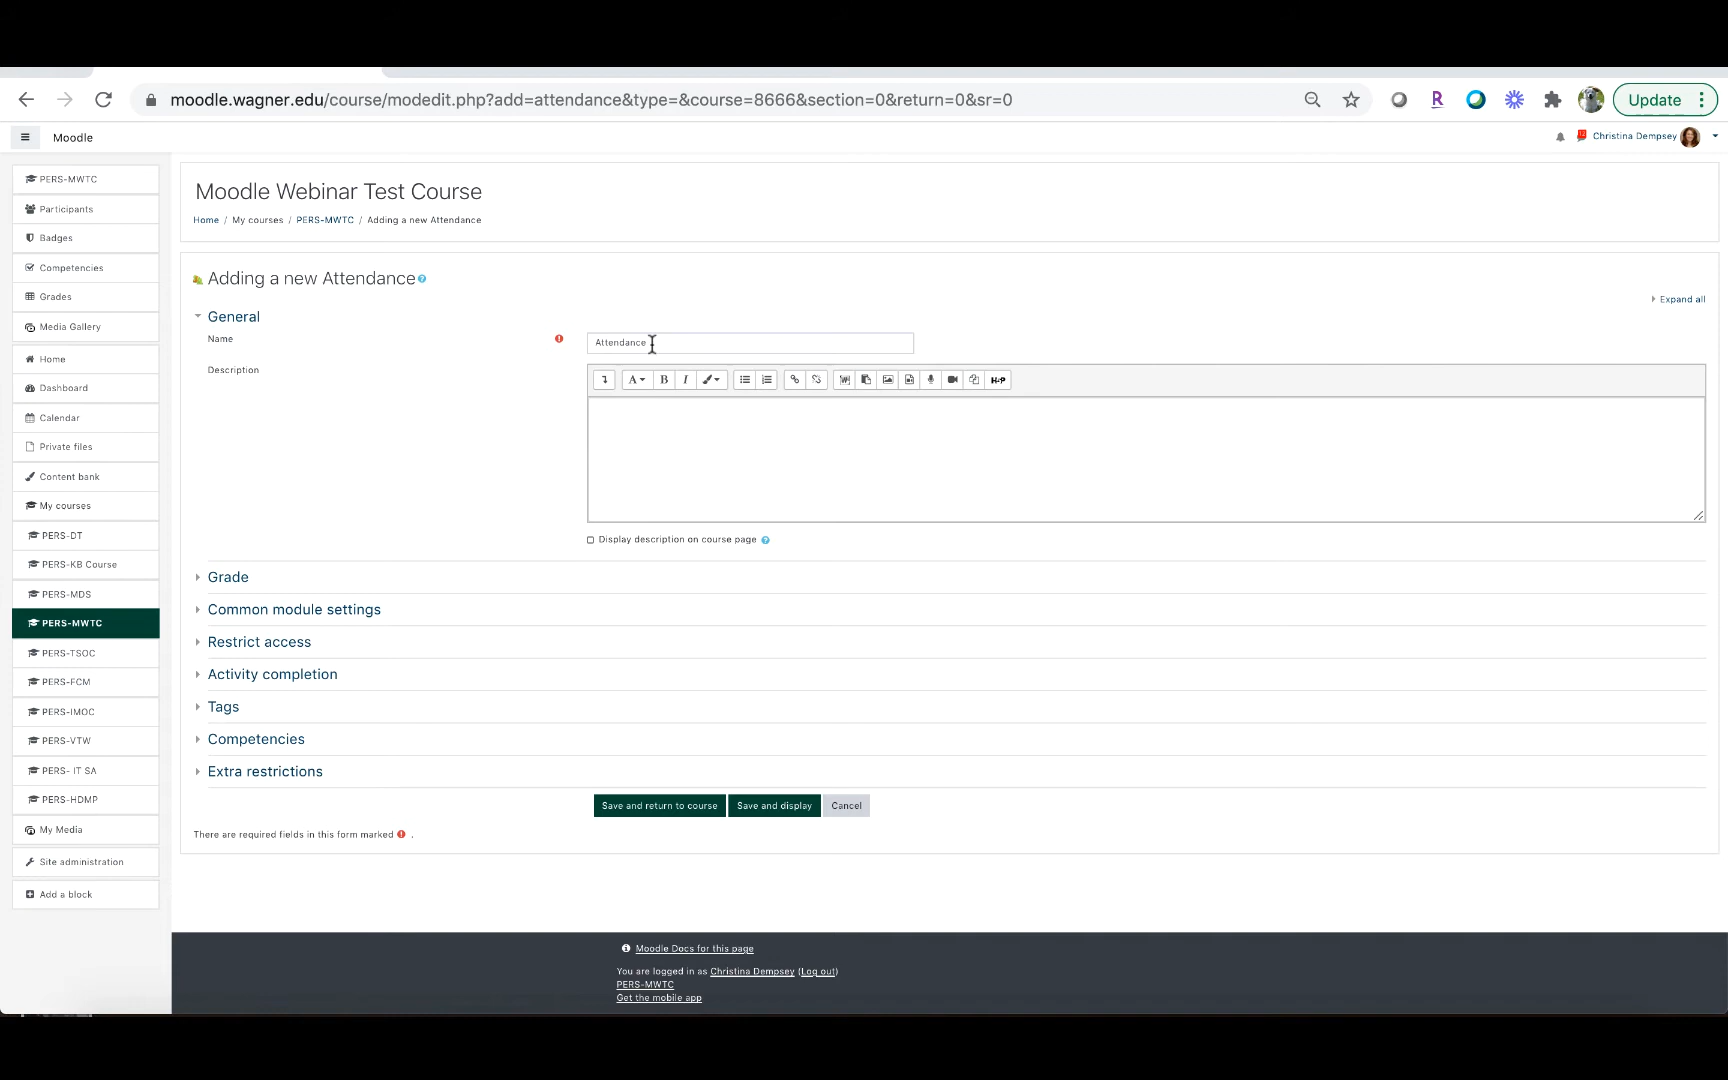 moodle.wagner.edu/course/modedit.php?add=attendance&type=&course=8666&section=0&return=0&sr=0
Update
Moodle
Christina Dempsey
PERS-MWTC
Participants
Badges
Competencies
Grades
Media Gallery
Home
Dashboard
Calendar
Private files
Content bank
My courses
PERS-DT
PERS-KB Course
PERS-MDS
PERS-MWTC
PERS-TSOC
PERS-FCM
PERS-IMOC
PERS-VTW
PERS- IT SA
PERS-HDMP
My Media
Site administration
Add a block
Moodle Webinar Test Course
Home / My courses / PERS-MWTC / Adding a new Attendance
Adding a new Attendance
Expand all
General
Name
Attendance
Description
A B I H-P
Display description on course page
Grade
Common module settings
Restrict access
Activity completion
Tags
Competencies
Extra restrictions
Save and return to course Save and display Cancel
There are required fields in this form marked .
Moodle Docs for this page
You are logged in as Christina Dempsey (Log out)
PERS-MWTC
Get the mobile app